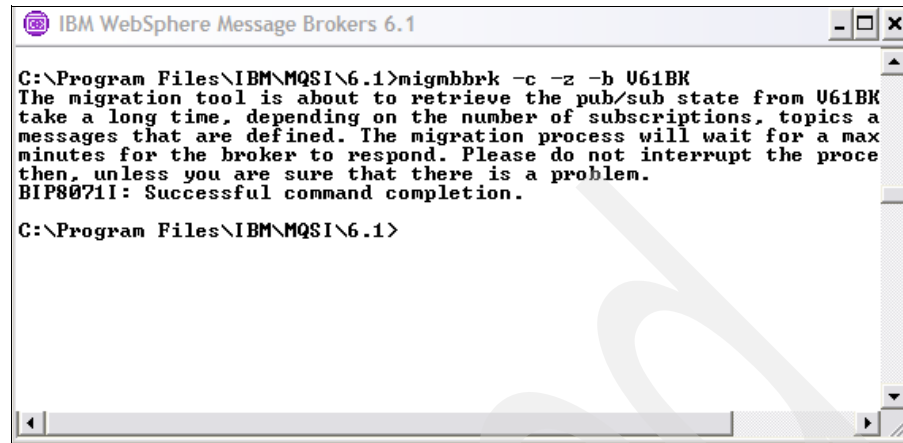 IBM WebSphere Message Brokers 6.1
C:\Program Files\IBM\MQSI\6.1>migmbbrk -c -z -b V61BK
The migration tool is about to retrieve the pub/sub state from V61BK
take a long time, depending on the number of subscriptions, topics a
messages that are defined. The migration process will wait for a max
minutes for the broker to respond. Please do not interrupt the proce
then, unless you are sure that there is a problem.
BIP8071I: Successful command completion.
C:\Program Files\IBM\MQSI\6.1>